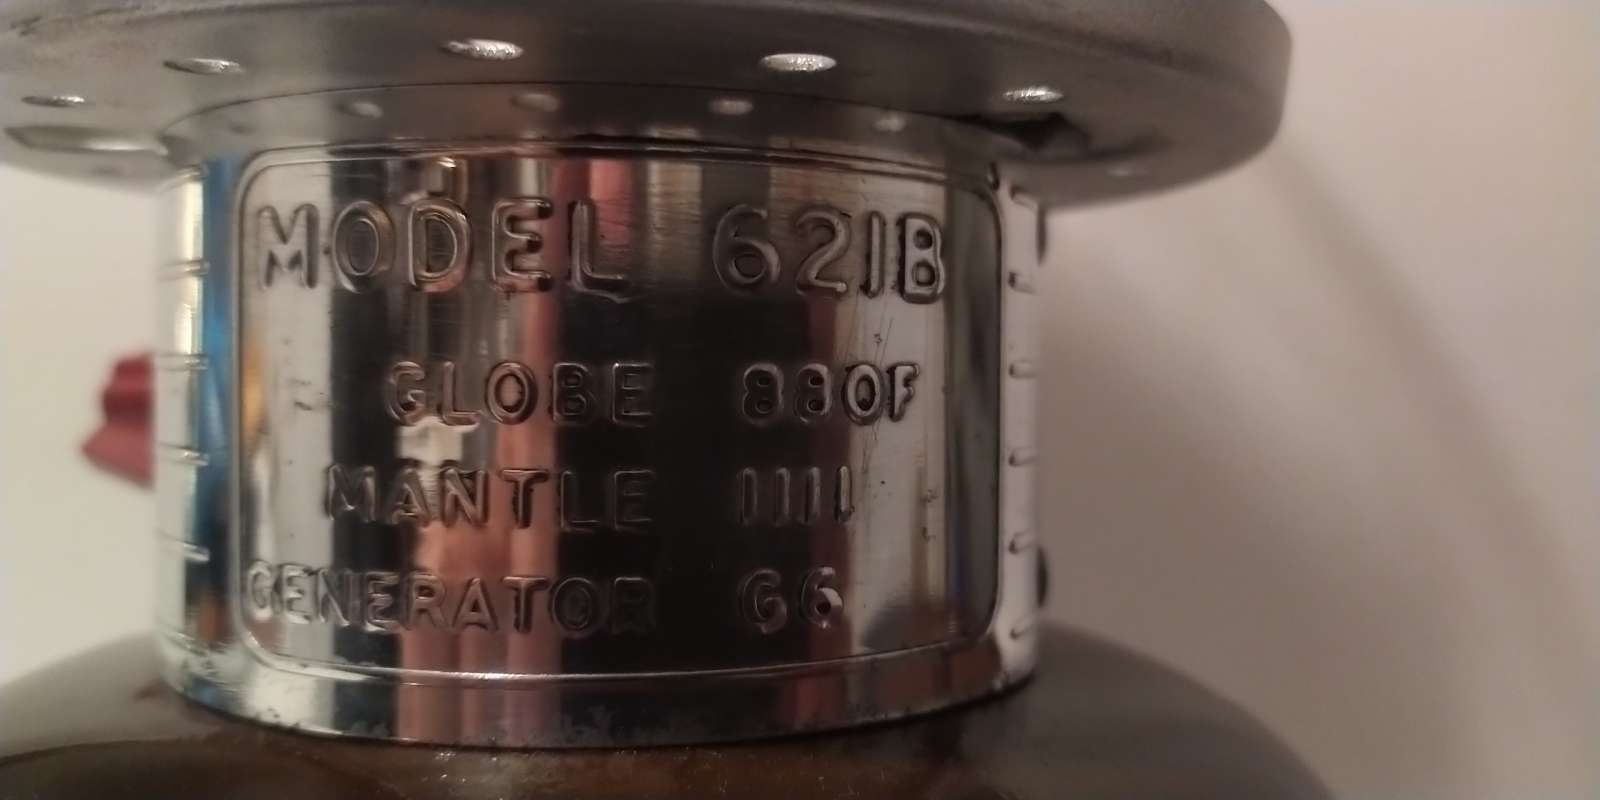 MODEL 621B
GLOBE 880F
MANTLE 1111
GENERATOR G6